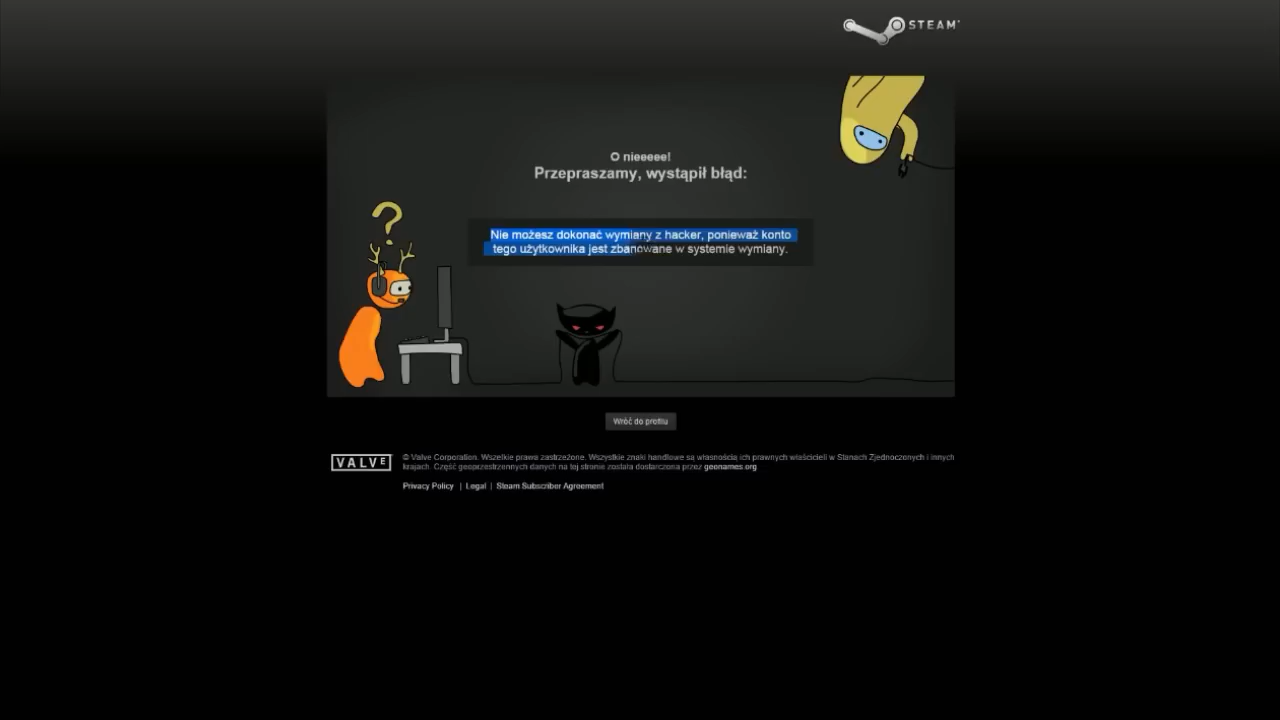 STEAM
O nieeeee!
Przepraszamy, wystąpił błąd:
Nie możesz dokonać wymiany z hacker, ponieważ konto
tego użytkownika jest zbanowane w systemie wymiany.
?
Wróć do profilu
VALVE © Valve Corporation. Wszelkie prawa zastrzeżone. Wszystkie znaki handlowe są własnością ich prawnych właścicieli w Stanach Zjednoczonych i innych
krajach. Część geoprzestrzennych danych na tej stronie została dostarczona przez geonames.org
Privacy Policy | Legal | Steam Subscriber Agreement